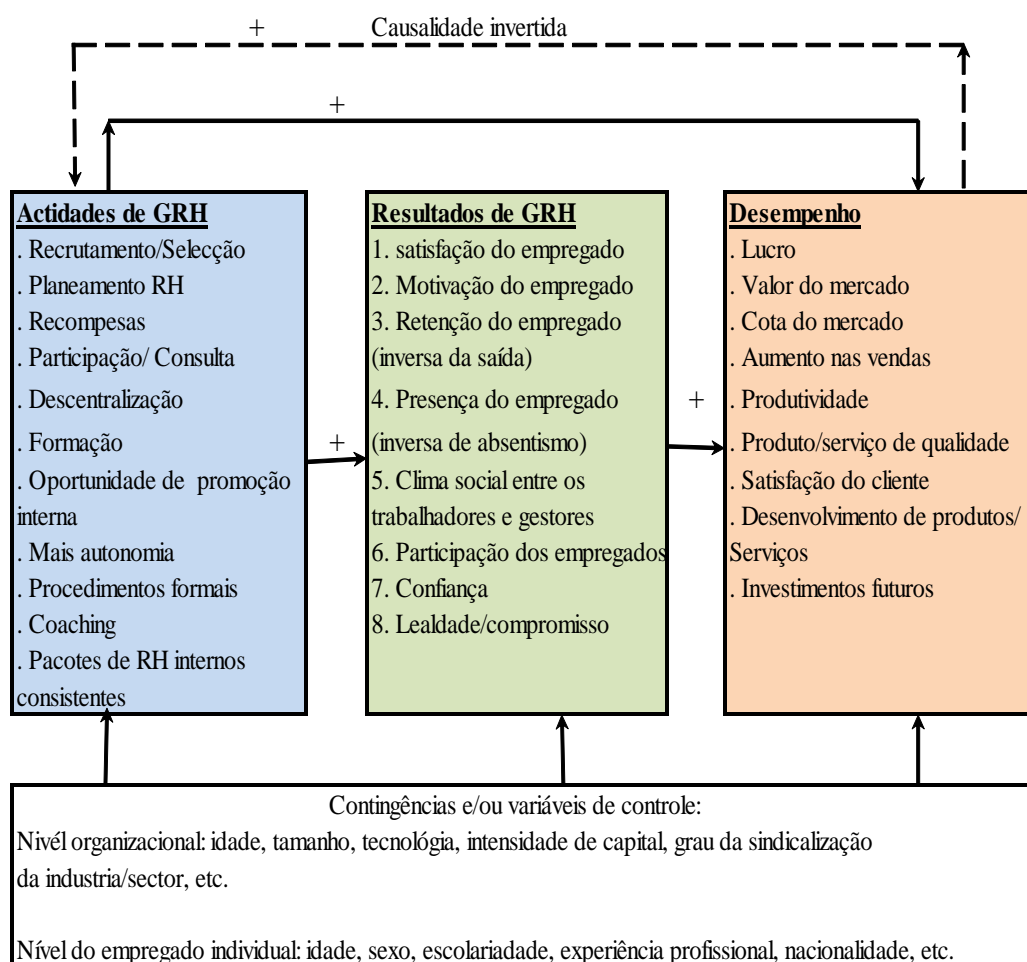 + Causalidade invertida
+
Actidades de GRH
. Recrutamento/Selecção
. Planeamento RH
. Recompesas
. Participação/ Consulta
. Descentralização
. Formação
. Oportunidade de promoção
interna
. Mais autonomia
. Procedimentos formais
. Coaching
. Pacotes de RH internos
consistentes
+
Resultados de GRH
1. satisfação do empregado
2. Motivação do empregado
3. Retenção do empregado
(inversa da saída)
4. Presença do empregado
(inversa de absentismo)
5. Clima social entre os
trabalhadores e gestores
6. Participação dos empregados
7. Confiança
8. Lealdade/compromisso
+
Desempenho
. Lucro
. Valor do mercado
. Cota do mercado
. Aumento nas vendas
. Produtividade
. Produto/serviço de qualidade
. Satisfação do cliente
. Desenvolvimento de produtos/
Serviços
. Investimentos futuros
Contingências e/ou variáveis de controle:
Nivél organizacional: idade, tamanho, tecnológia, intensidade de capital, grau da sindicalização
da industria/sector, etc.
Nível do empregado individual: idade, sexo, escolariadade, experiência profissional, nacionalidade, etc.